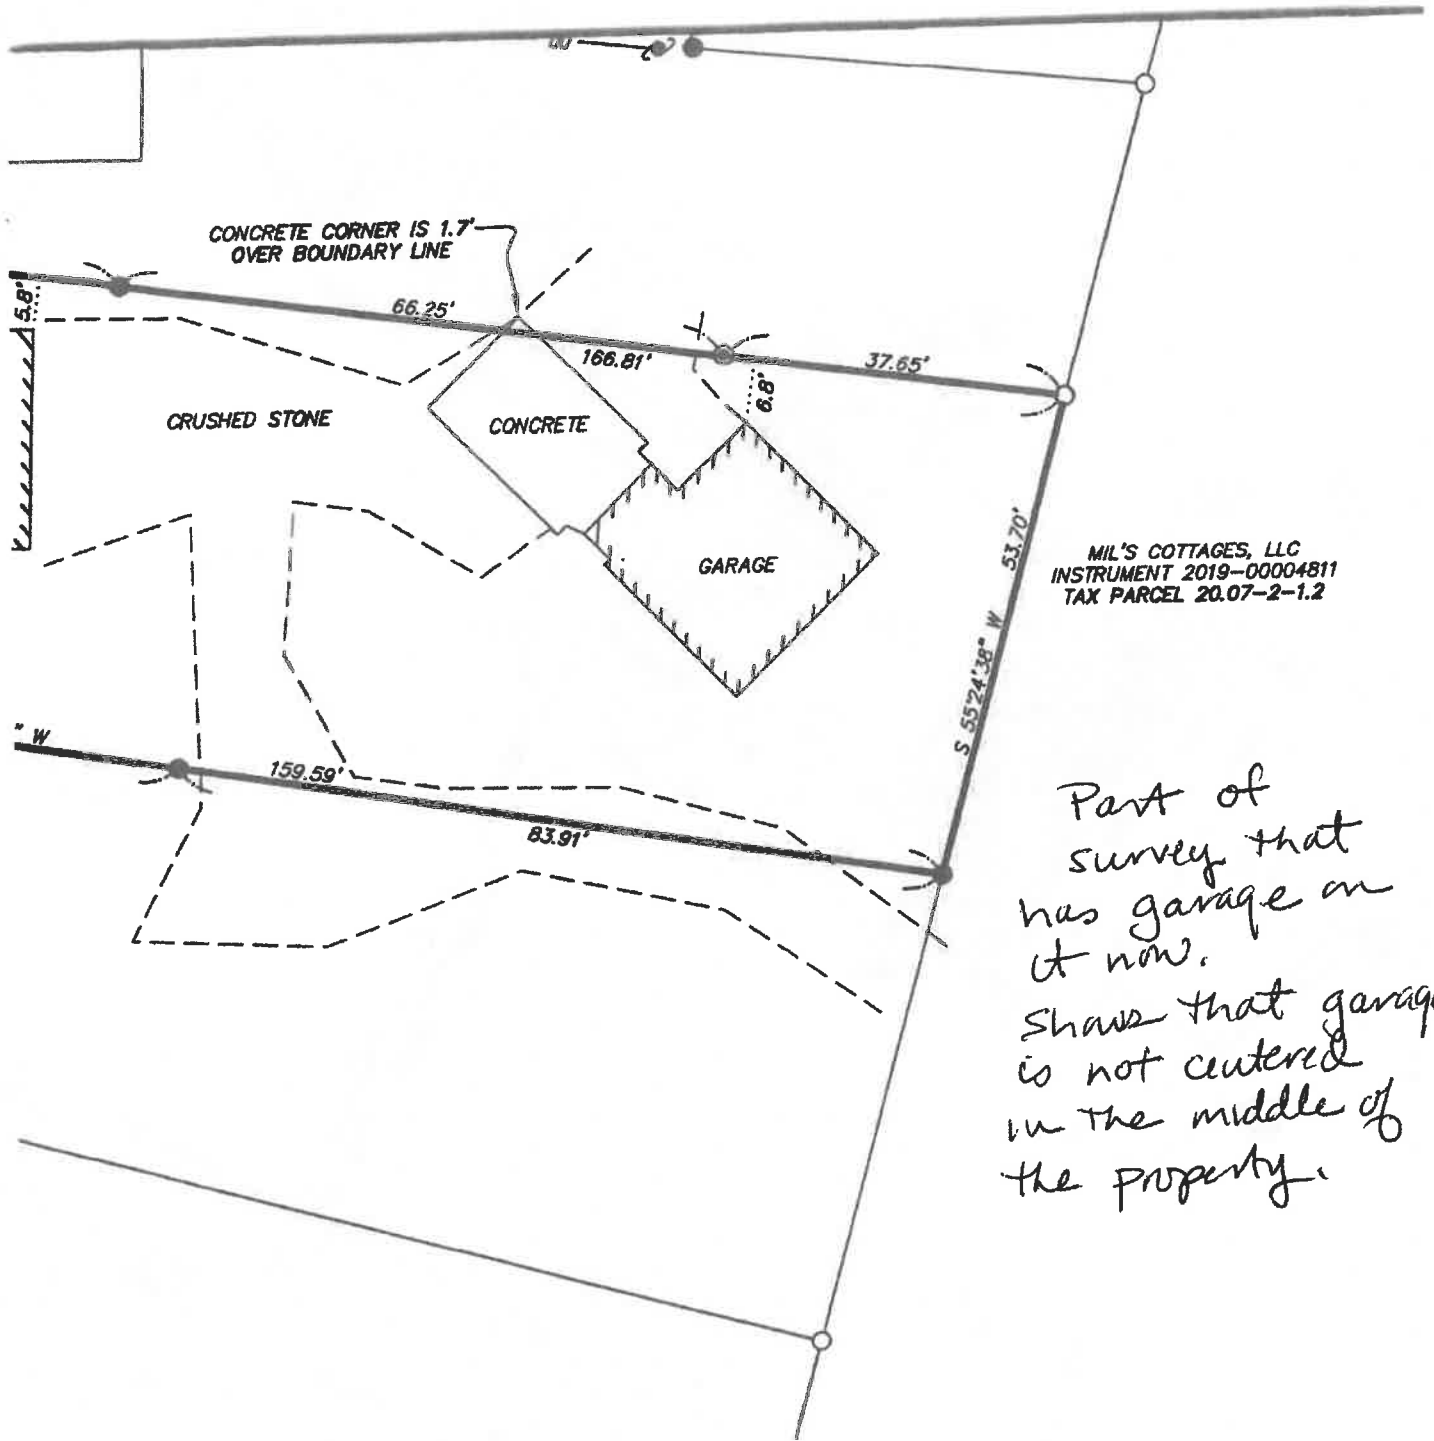 CONCRETE CORNER IS 1.7'
OVER BOUNDARY LINE
5.8'
66.25'
166.81'
37.65'
6.8'
CRUSHED STONE
CONCRETE
GARAGE
53.70'
S 55°24'38" W
MIL'S COTTAGES, LLC
INSTRUMENT 2019-00004811
TAX PARCEL 20.07-2-1.2
" W
159.59'
83.91'
Part of
survey that
has garage on
it now.
Shows that garage
is not centered
in the middle of
the property.